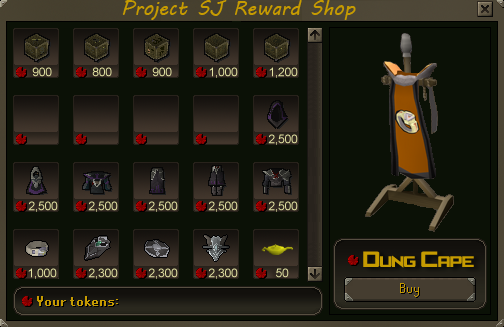 Project SJ Reward Shop
900 800 900 1,000 1,200
2,500
2,500 2,500 2,500 2,500 2,500
1,000 2,300 2,300 2,300 50
Dung Cape
Buy
Your tokens: